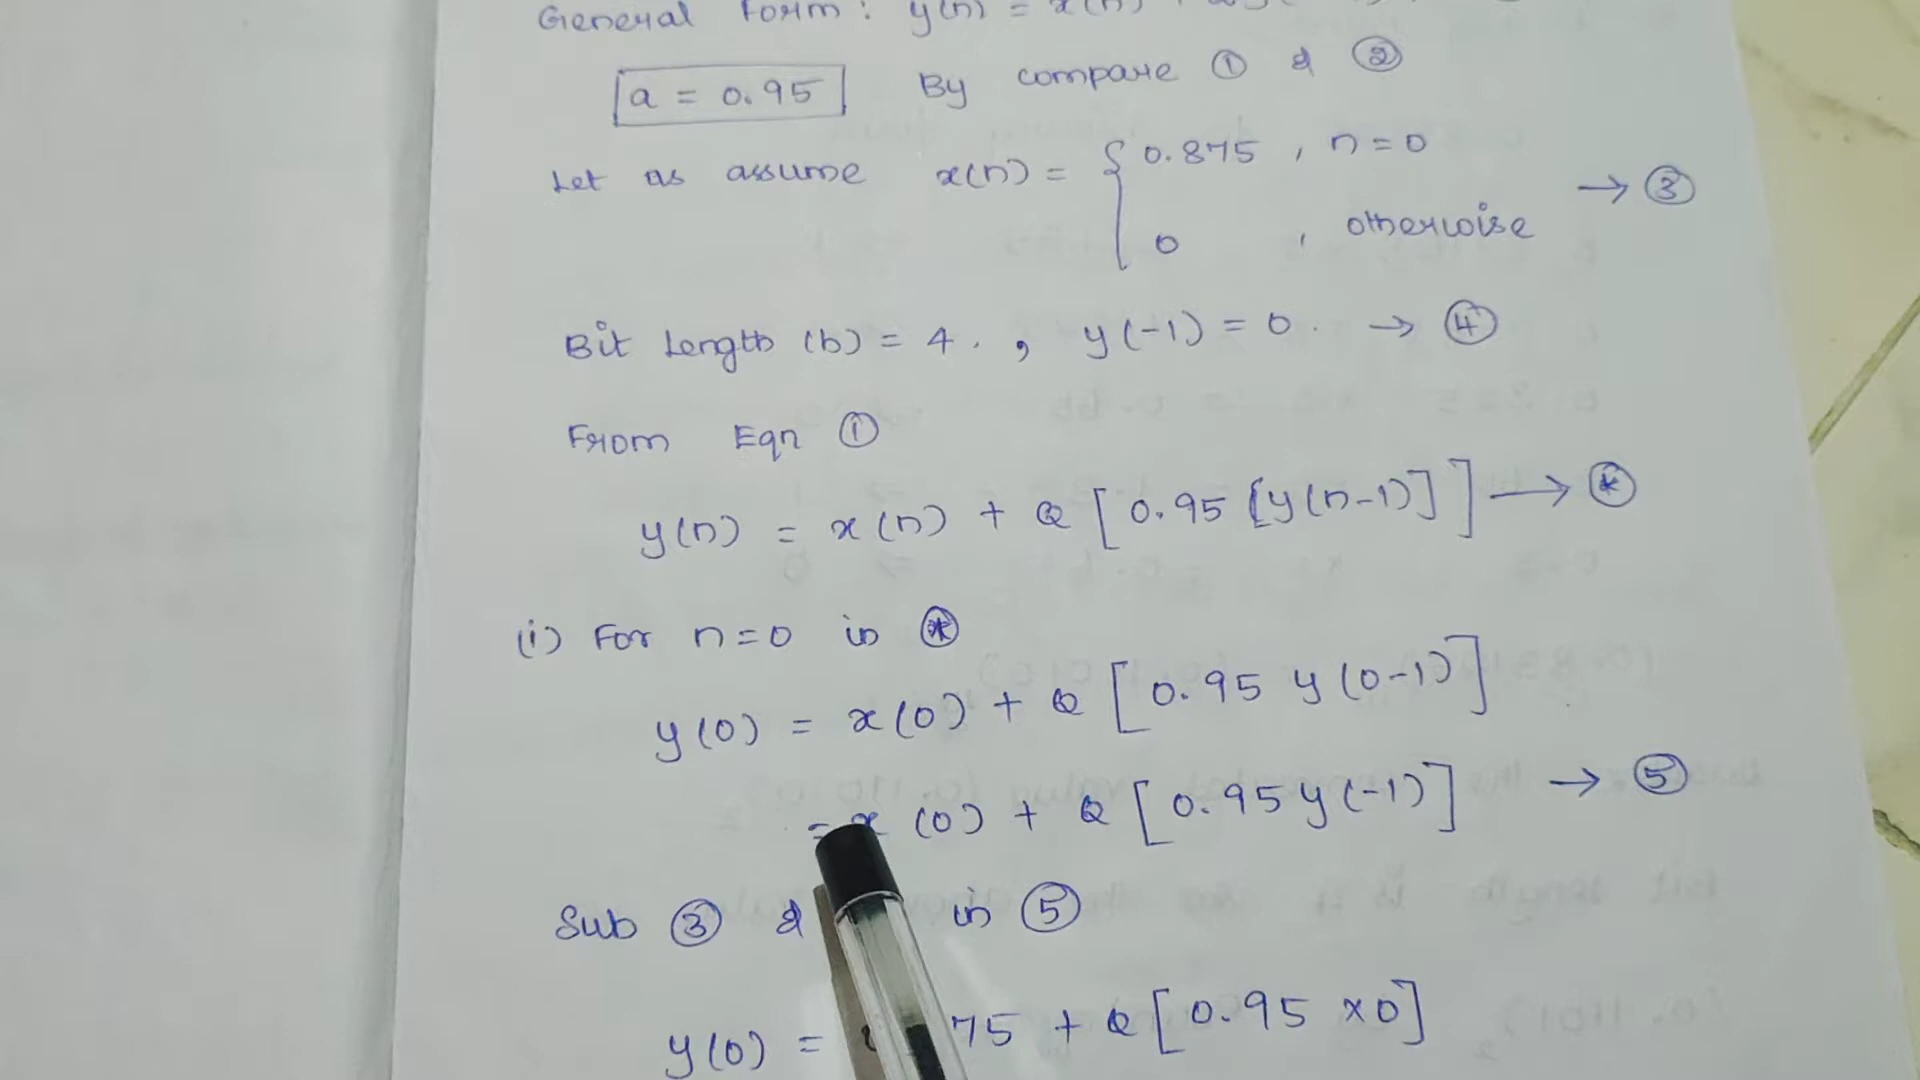 General Form : y(n) = x(n)
a = 0.95 By compare ① & ②
Let as assume x(n) = { 0.875 , n=0
0 , otherwise → ③
Bit Length (b) = 4 . , y(-1) = 0 . → ④
From Eqn ①
y(n) = x(n) + Q [ 0.95 [y(n-1)] ] → ⊛
(i) For n=0 in ⊛
y(0) = x(0) + Q [ 0.95 y(0-1) ]
= x(0) + Q [ 0.95 y(-1) ] → ⑤
Sub ③ & in ⑤
y(0) = 75 + Q [ 0.95 x0 ]